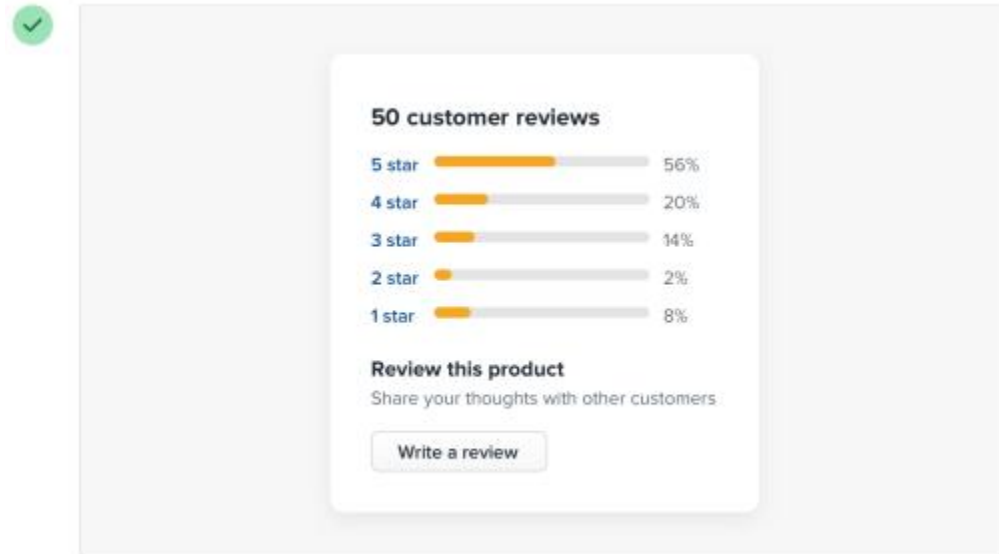 50 customer reviews
5 star 56%
4 star 20%
3 star 14%
2 star 2%
1 star 8%
Review this product
Share your thoughts with other customers
Write a review